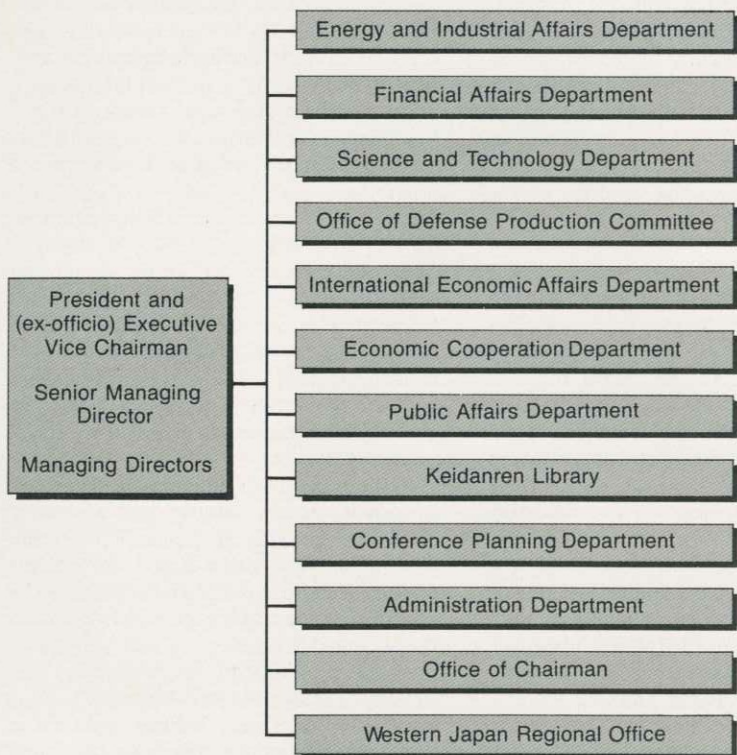 Energy and Industrial Affairs Department
Financial Affairs Department
Science and Technology Department
Office of Defense Production Committee
International Economic Affairs Department
Economic Cooperation Department
Public Affairs Department
Keidanren Library
Conference Planning Department
Administration Department
Office of Chairman
Western Japan Regional Office
President and
(ex-officio) Executive
Vice Chairman
Senior Managing
Director
Managing Directors